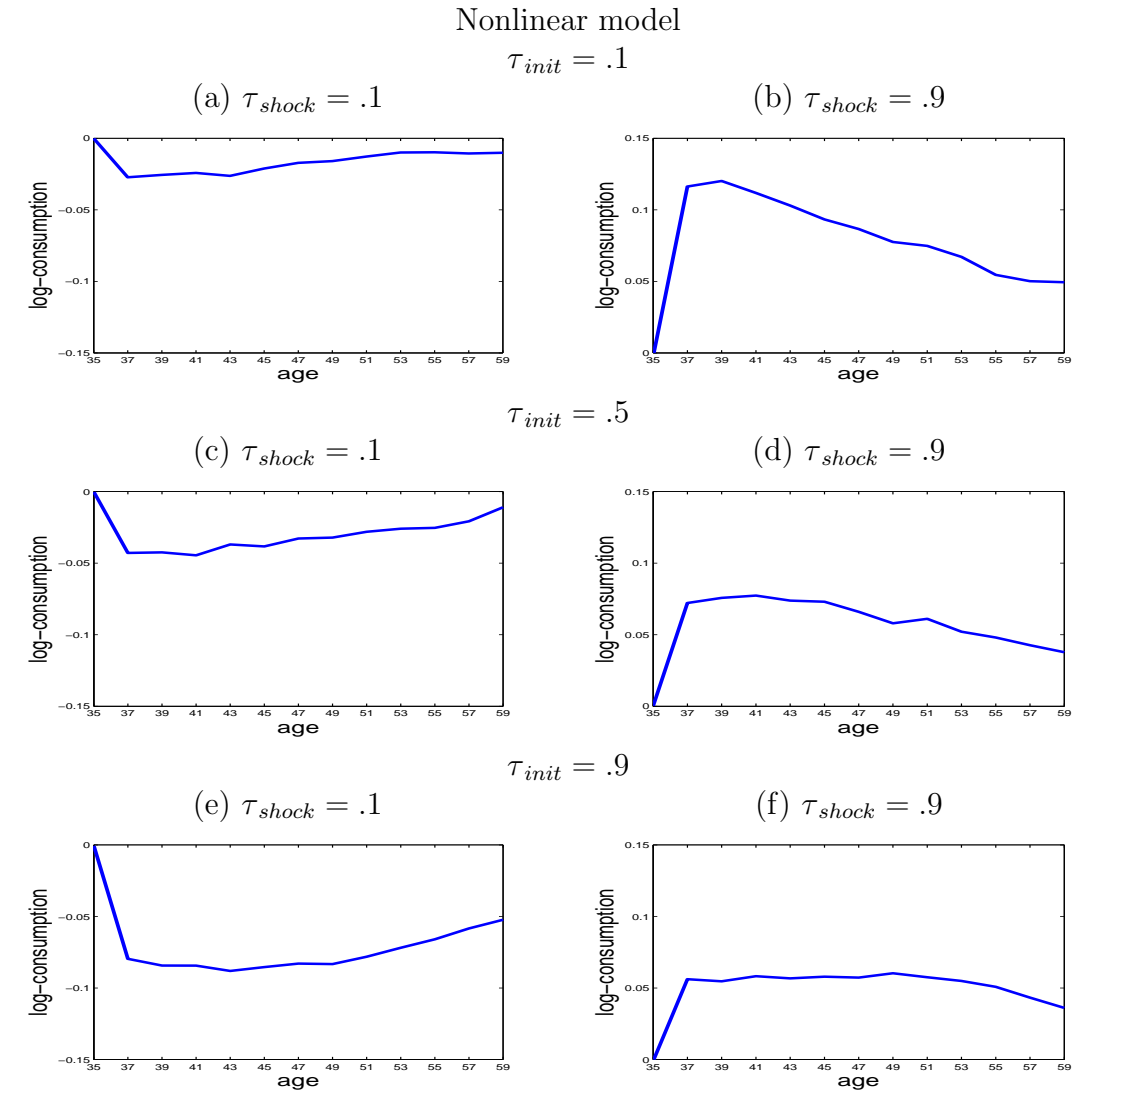 Nonlinear model
τ_init = .1
(a) τ_shock = .1
(b) τ_shock = .9
0
−0.05
−0.1
−0.15
log−consumption
35 37 39 41 43 45 47 49 51 53 55 57 59
age
0.15
0.1
0.05
0
log−consumption
35 37 39 41 43 45 47 49 51 53 55 57 59
age
τ_init = .5
(c) τ_shock = .1
(d) τ_shock = .9
0
−0.05
−0.1
−0.15
log−consumption
35 37 39 41 43 45 47 49 51 53 55 57 59
age
0.15
0.1
0.05
0
log−consumption
35 37 39 41 43 45 47 49 51 53 55 57 59
age
τ_init = .9
(e) τ_shock = .1
(f) τ_shock = .9
0
−0.05
−0.1
−0.15
log−consumption
35 37 39 41 43 45 47 49 51 53 55 57 59
age
0.15
0.1
0.05
0
log−consumption
35 37 39 41 43 45 47 49 51 53 55 57 59
age